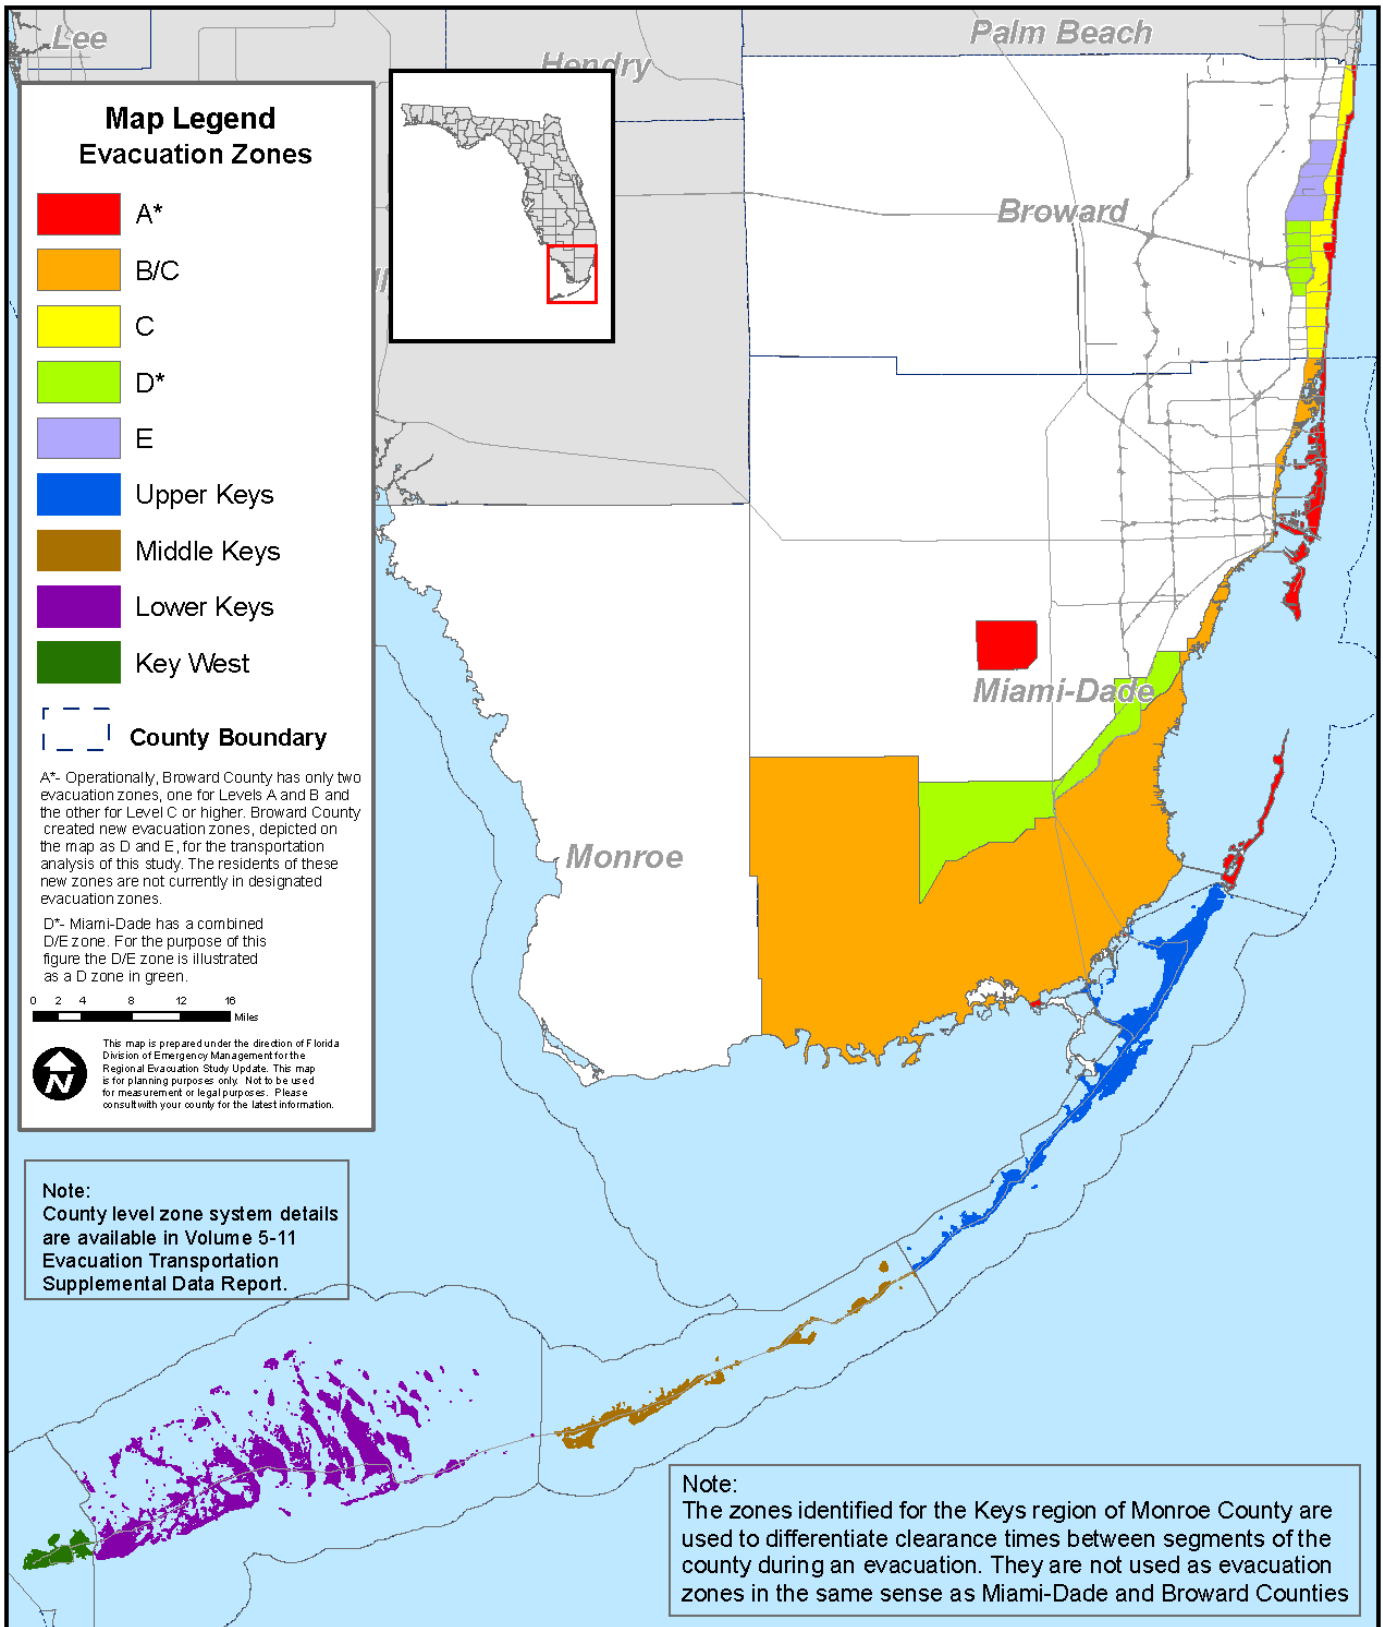 Lee
Hendry
Palm Beach
Map Legend
Evacuation Zones
A*
B/C
C
D*
E
Upper Keys
Middle Keys
Lower Keys
Key West
County Boundary
A*- Operationally, Broward County has only two
evacuation zones, one for Levels A and B and
the other for Level C or higher. Broward County
created new evacuation zones, depicted on
the map as D and E, for the transportation
analysis of this study. The residents of these
new zones are not currently in designated
evacuation zones.
D*- Miami-Dade has a combined
D/E zone. For the purpose of this
figure the D/E zone is illustrated
as a D zone in green.
0 2 4 8 12 16
Miles
N
This map is prepared under the direction of Florida
Division of Emergency Management for the
Regional Evacuation Study Update. This map
is for planning purposes only. Not to be used
for measurement or legal purposes. Please
consult with your county for the latest information.
Broward
Miami-Dade
Monroe
Note:
County level zone system details
are available in Volume 5-11
Evacuation Transportation
Supplemental Data Report.
Note:
The zones identified for the Keys region of Monroe County are
used to differentiate clearance times between segments of the
county during an evacuation. They are not used as evacuation
zones in the same sense as Miami-Dade and Broward Counties